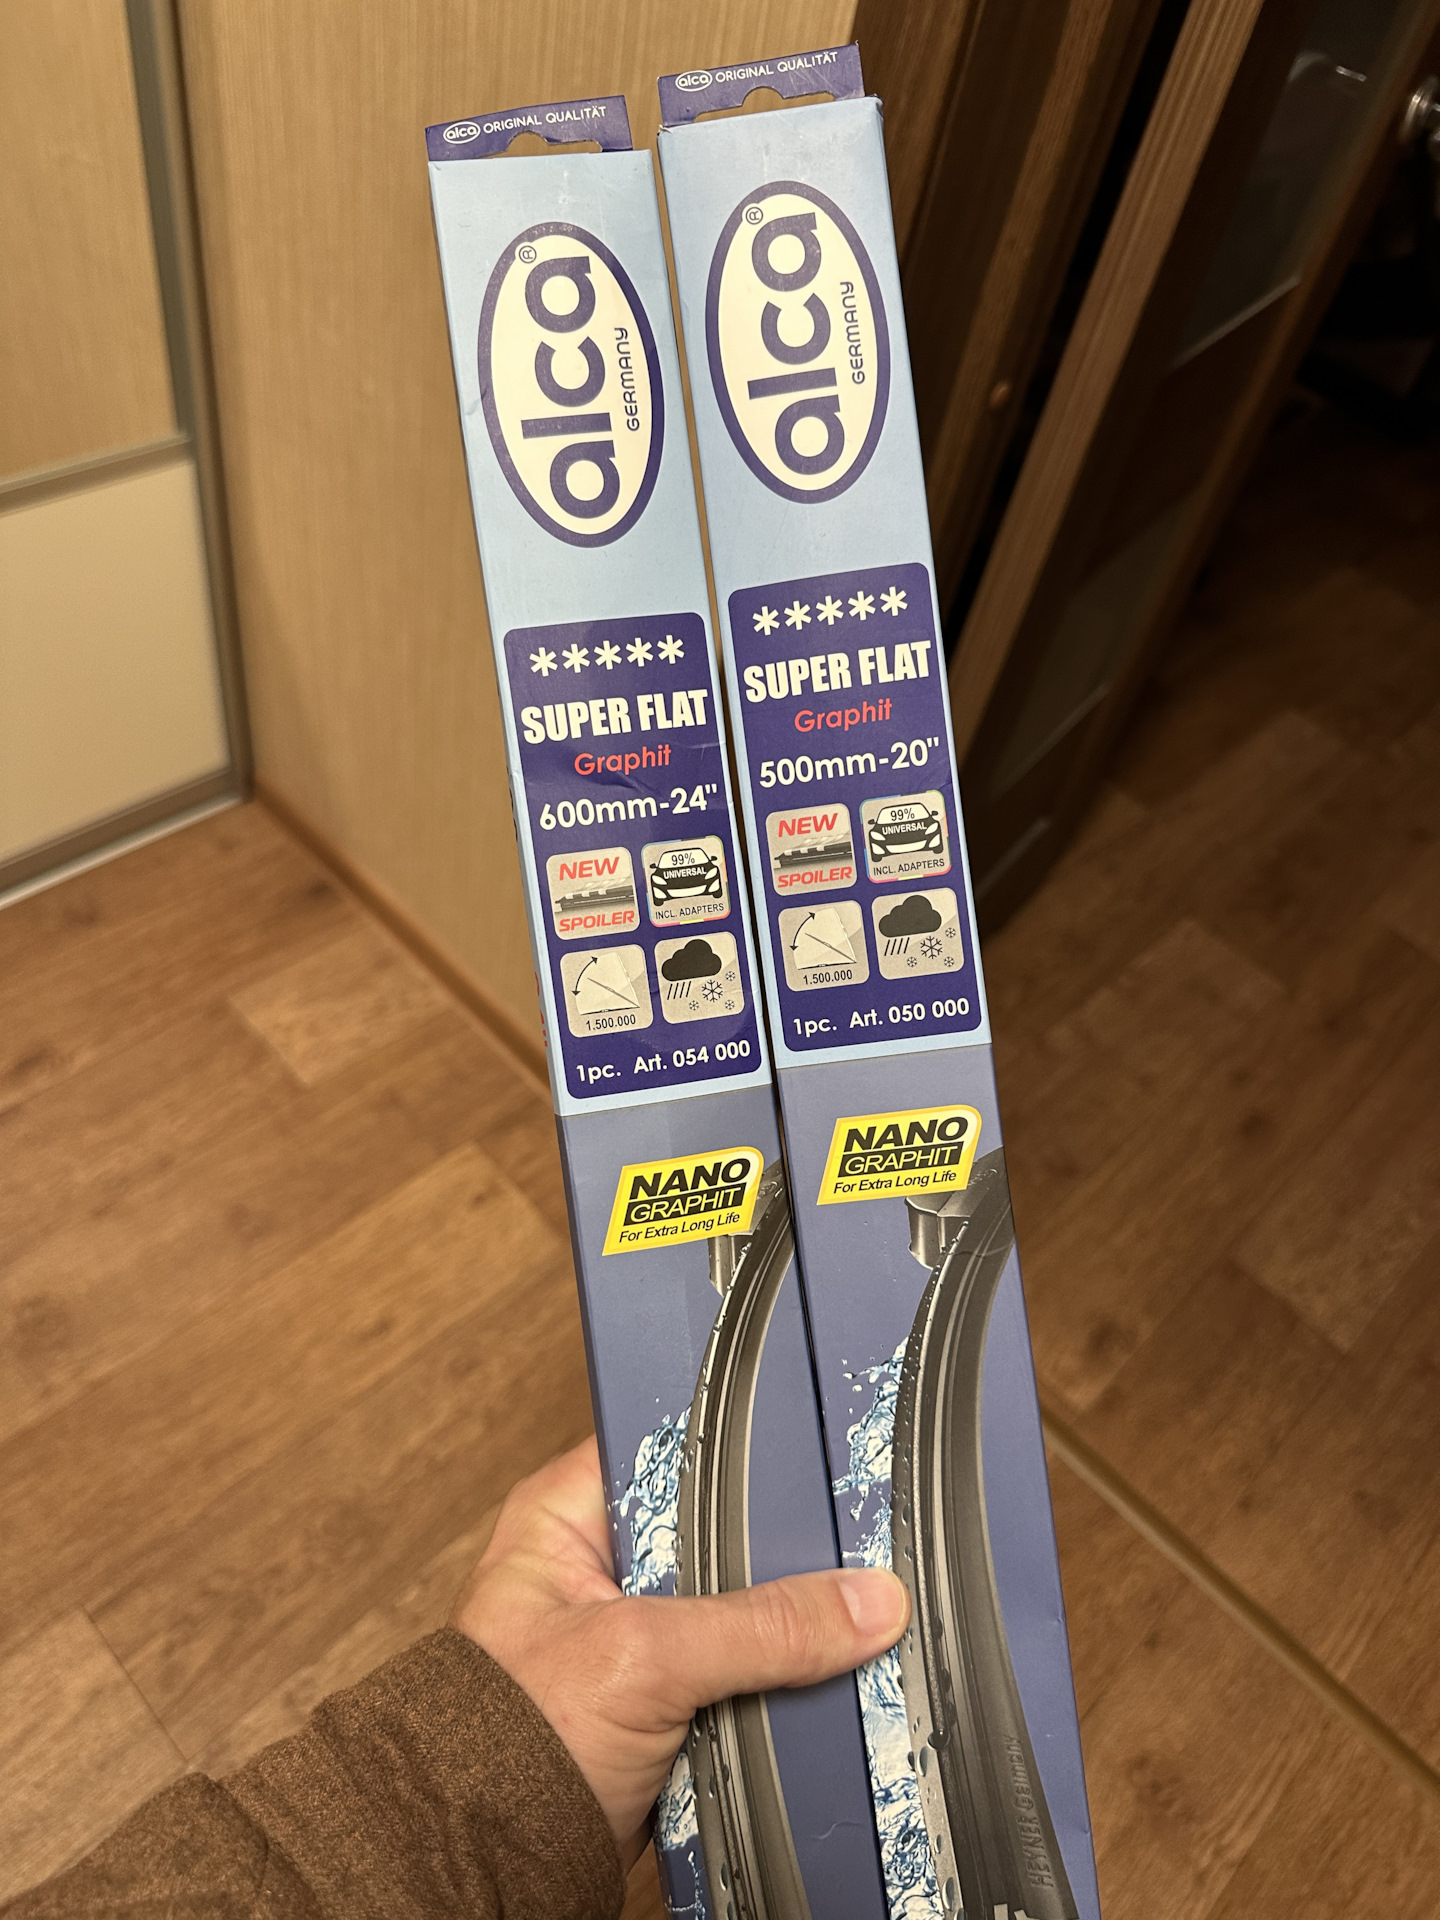 alca ORIGINAL QUALITÄT
alca®
GERMANY
*****
SUPER FLAT
Graphit
600mm-24"
NEW
SPOILER
99%
UNIVERSAL
INCL. ADAPTERS
1.500.000
1pc. Art. 054 000
NANO
GRAPHIT
For Extra Long Life
alca ORIGINAL QUALITÄT
alca®
GERMANY
*****
SUPER FLAT
Graphit
500mm-20"
NEW
SPOILER
99%
UNIVERSAL
INCL. ADAPTERS
1.500.000
1pc. Art. 050 000
NANO
GRAPHIT
For Extra Long Life
HEYNER Germany